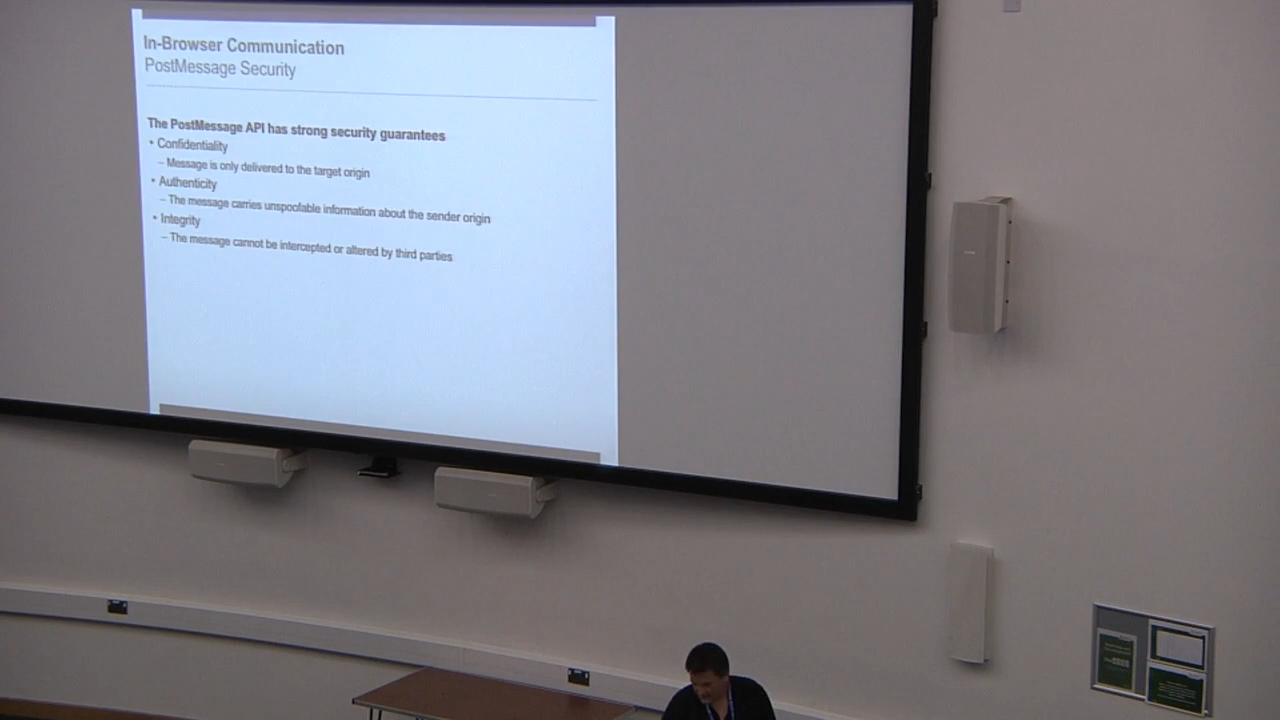 In-Browser Communication
PostMessage Security
The PostMessage API has strong security guarantees
• Confidentiality
– Message is only delivered to the target origin
• Authenticity
– The message carries unspoofable information about the sender origin
• Integrity
– The message cannot be intercepted or altered by third parties